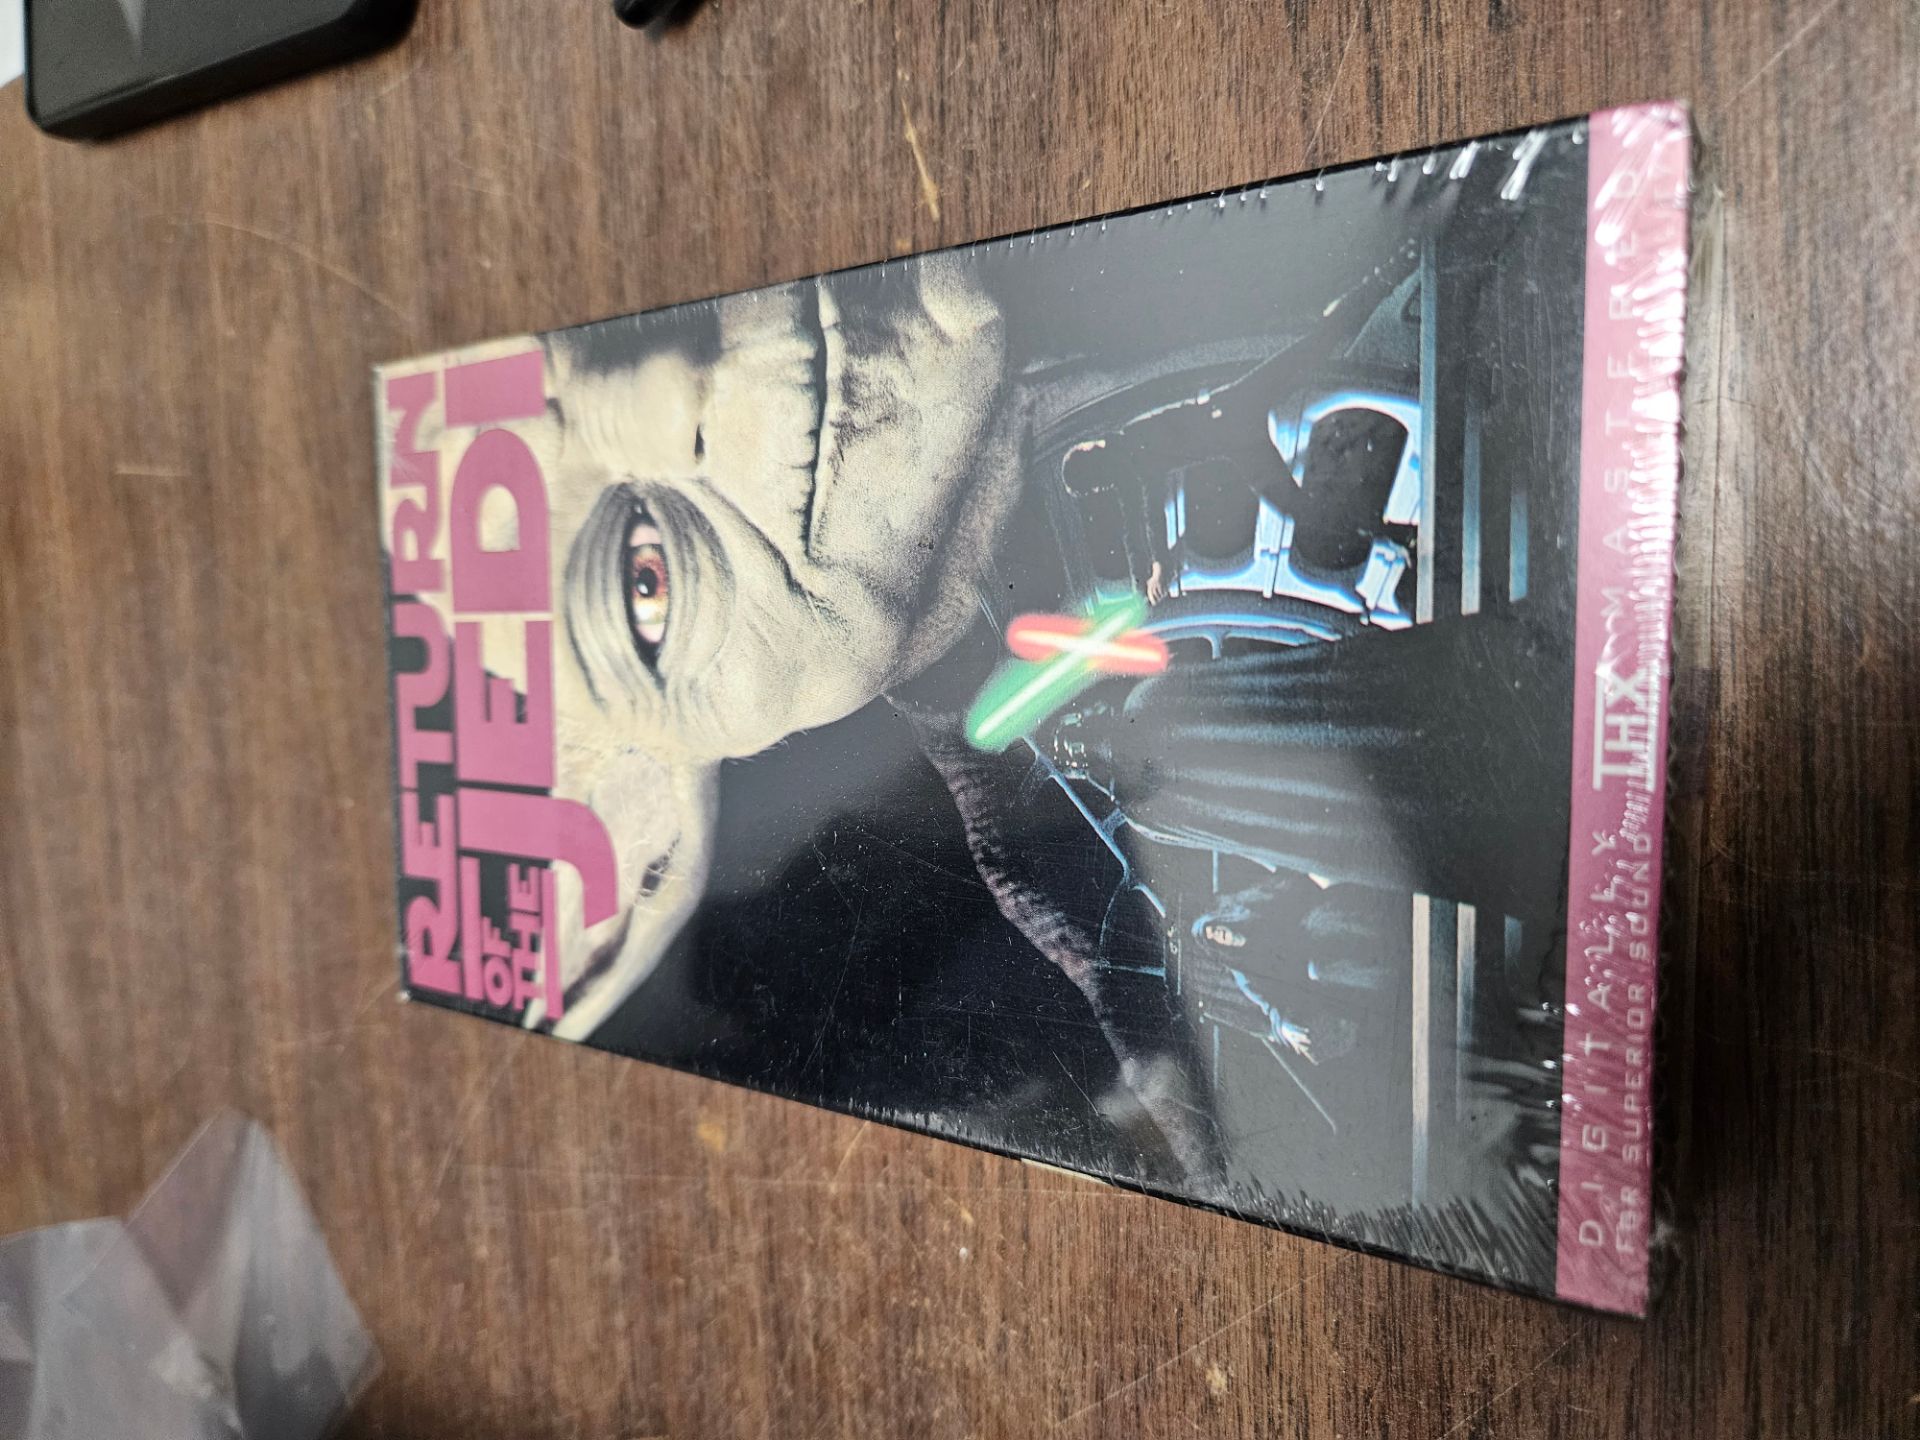 RETURN
OF
THE
JEDI
DIGITALLY THX MASTERED
FOR SUPERIOR SOUND